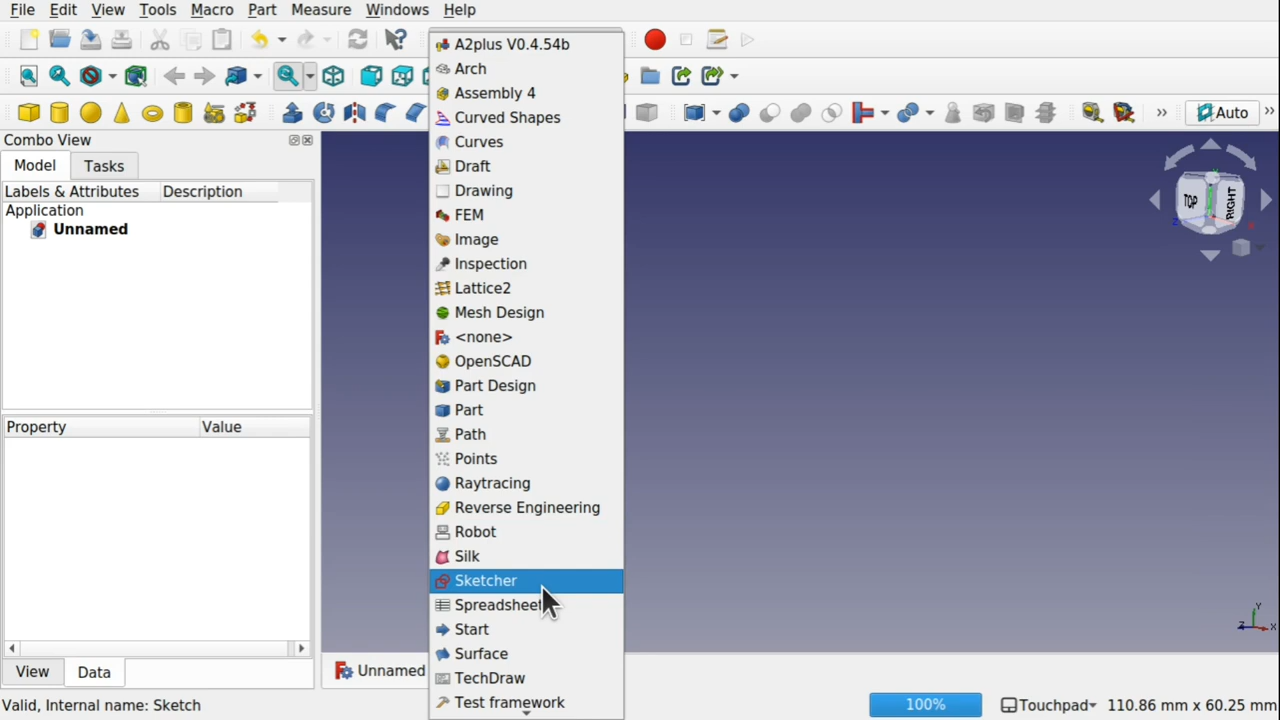 File Edit View Tools Macro Part Measure Windows Help
Auto
Combo View
Model Tasks
Labels & Attributes Description
Application
Unnamed
Property Value
View Data
Valid, Internal name: Sketch
A2plus V0.4.54b
Arch
Assembly 4
Curved Shapes
Curves
Draft
Drawing
FEM
Image
Inspection
Lattice2
Mesh Design
<none>
OpenSCAD
Part Design
Part
Path
Points
Raytracing
Reverse Engineering
Robot
Silk
Sketcher
Spreadsheet
Start
Surface
TechDraw
Test framework
TOP RIGHT
Y
Z X
Unnamed
100% Touchpad 110.86 mm x 60.25 mm